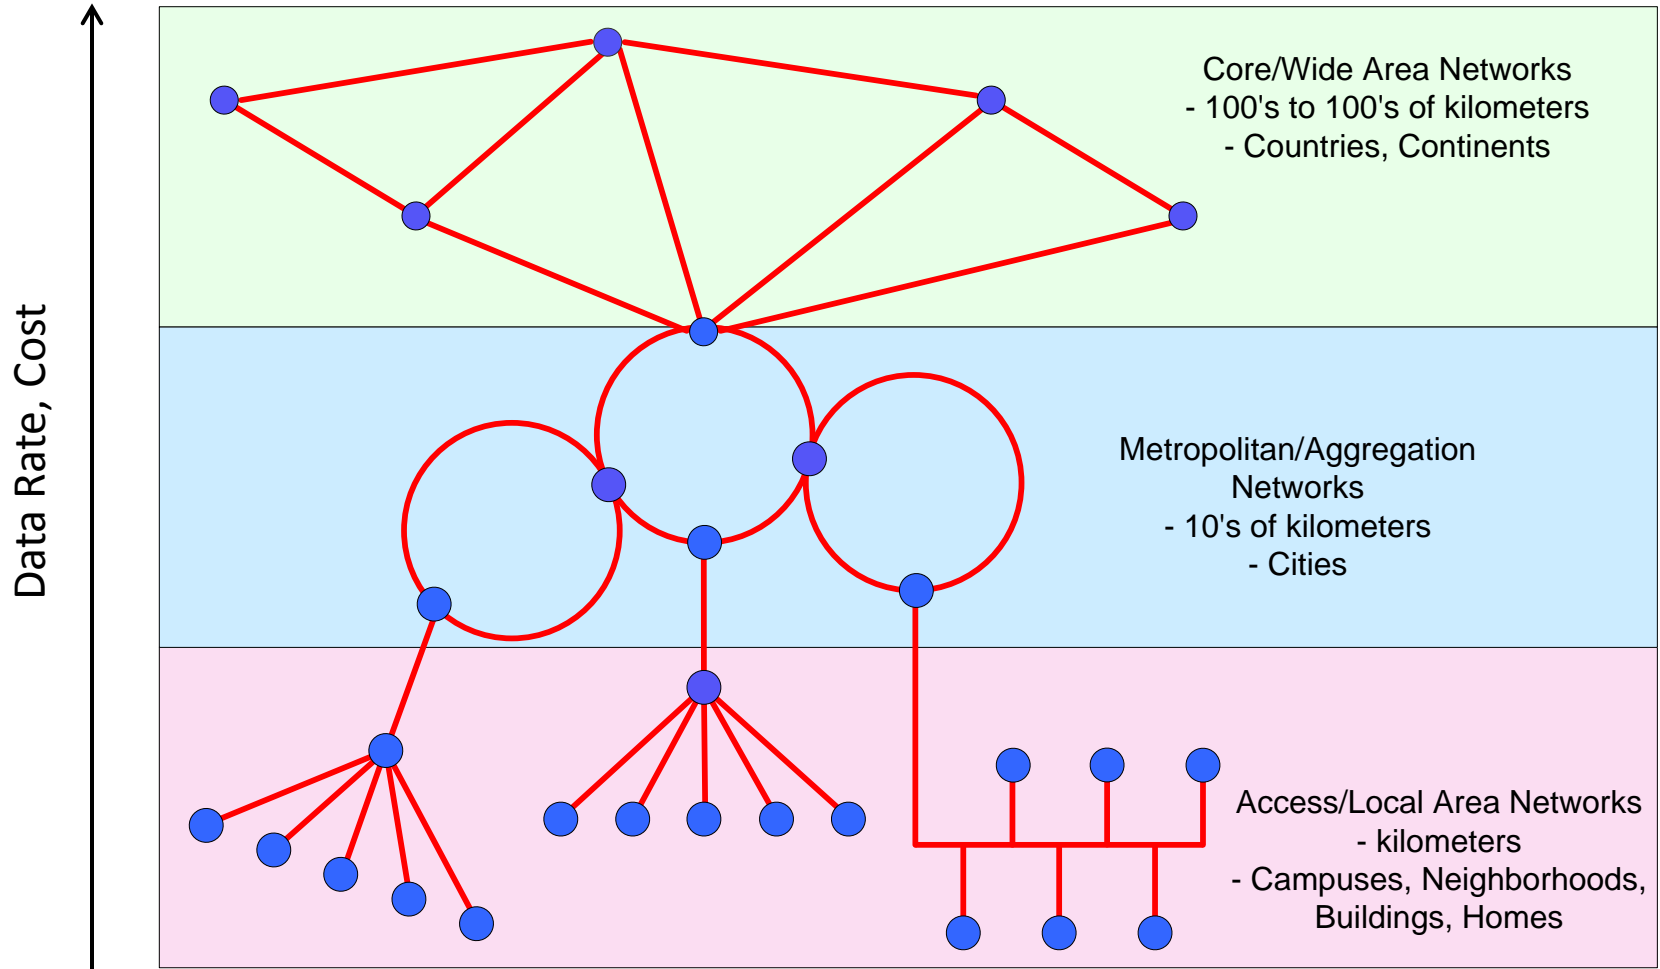 Data Rate, Cost
Core/Wide Area Networks
- 100's to 100's of kilometers
- Countries, Continents
Metropolitan/Aggregation
Networks
- 10's of kilometers
- Cities
Access/Local Area Networks
- kilometers
- Campuses, Neighborhoods,
Buildings, Homes